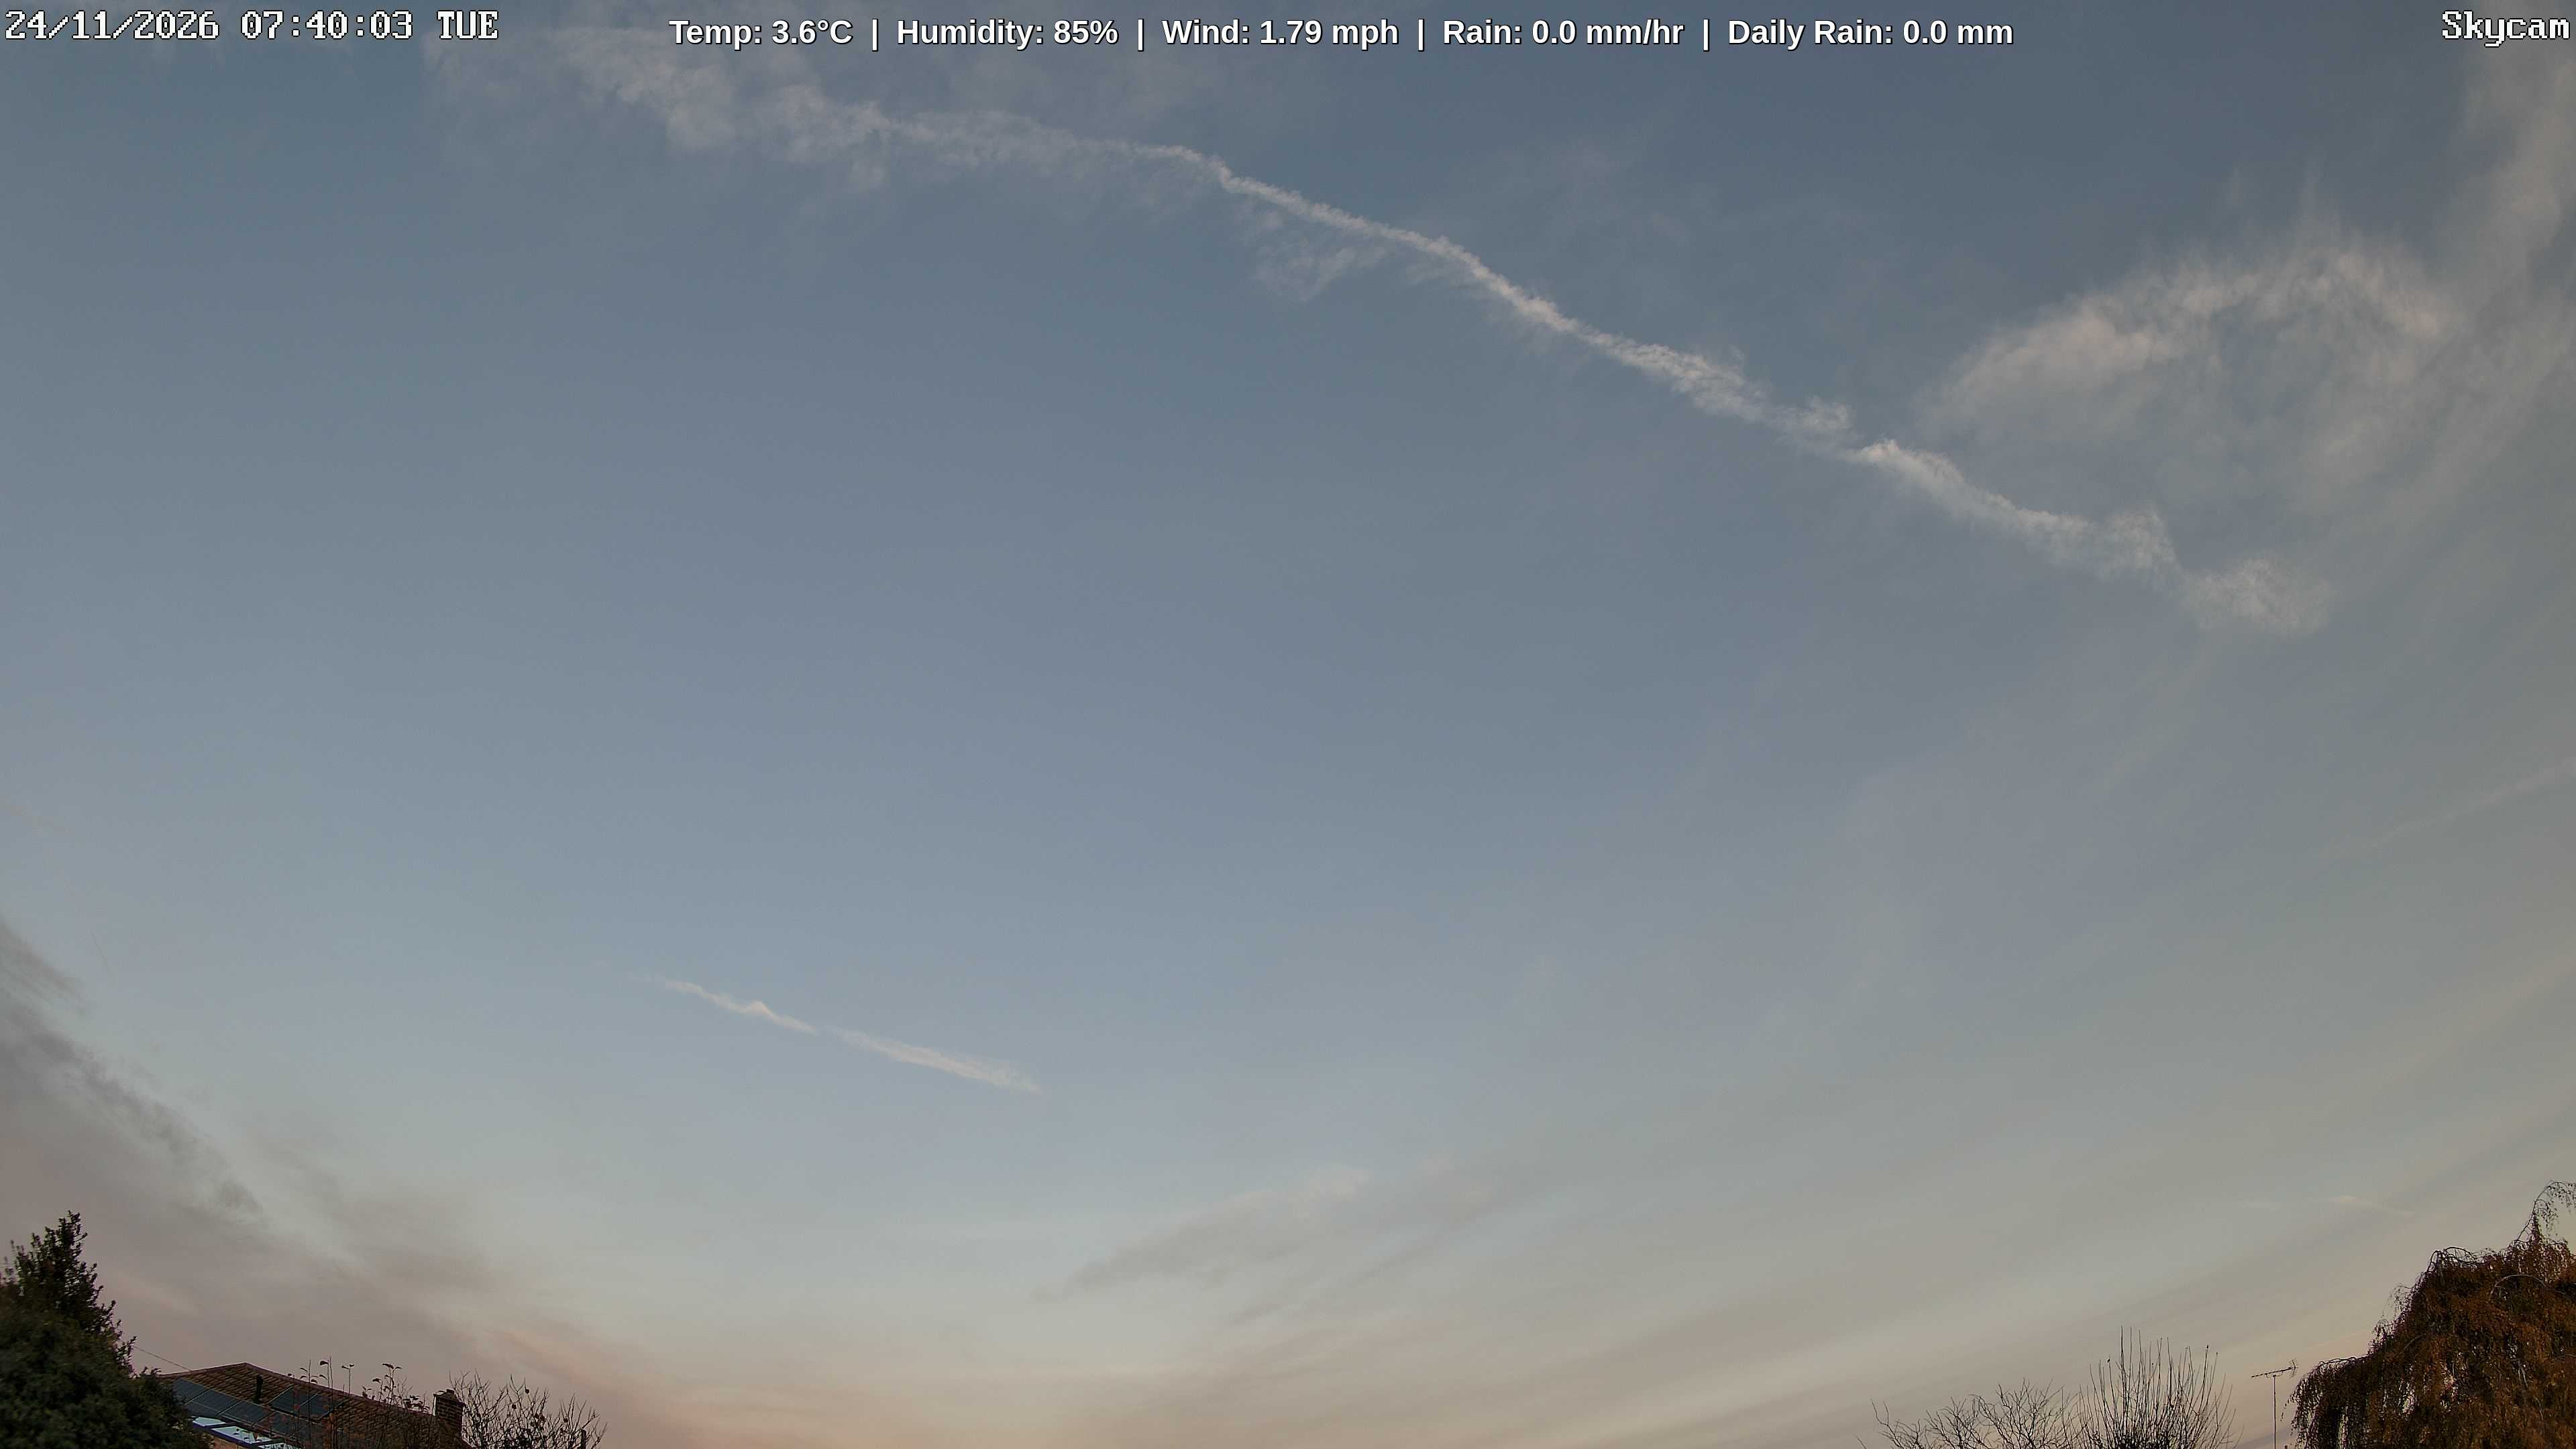 24/11/2026 07:40:03 TUE
Temp: 3.6°C | Humidity: 85% | Wind: 1.79 mph | Rain: 0.0 mm/hr | Daily Rain: 0.0 mm
Skycam